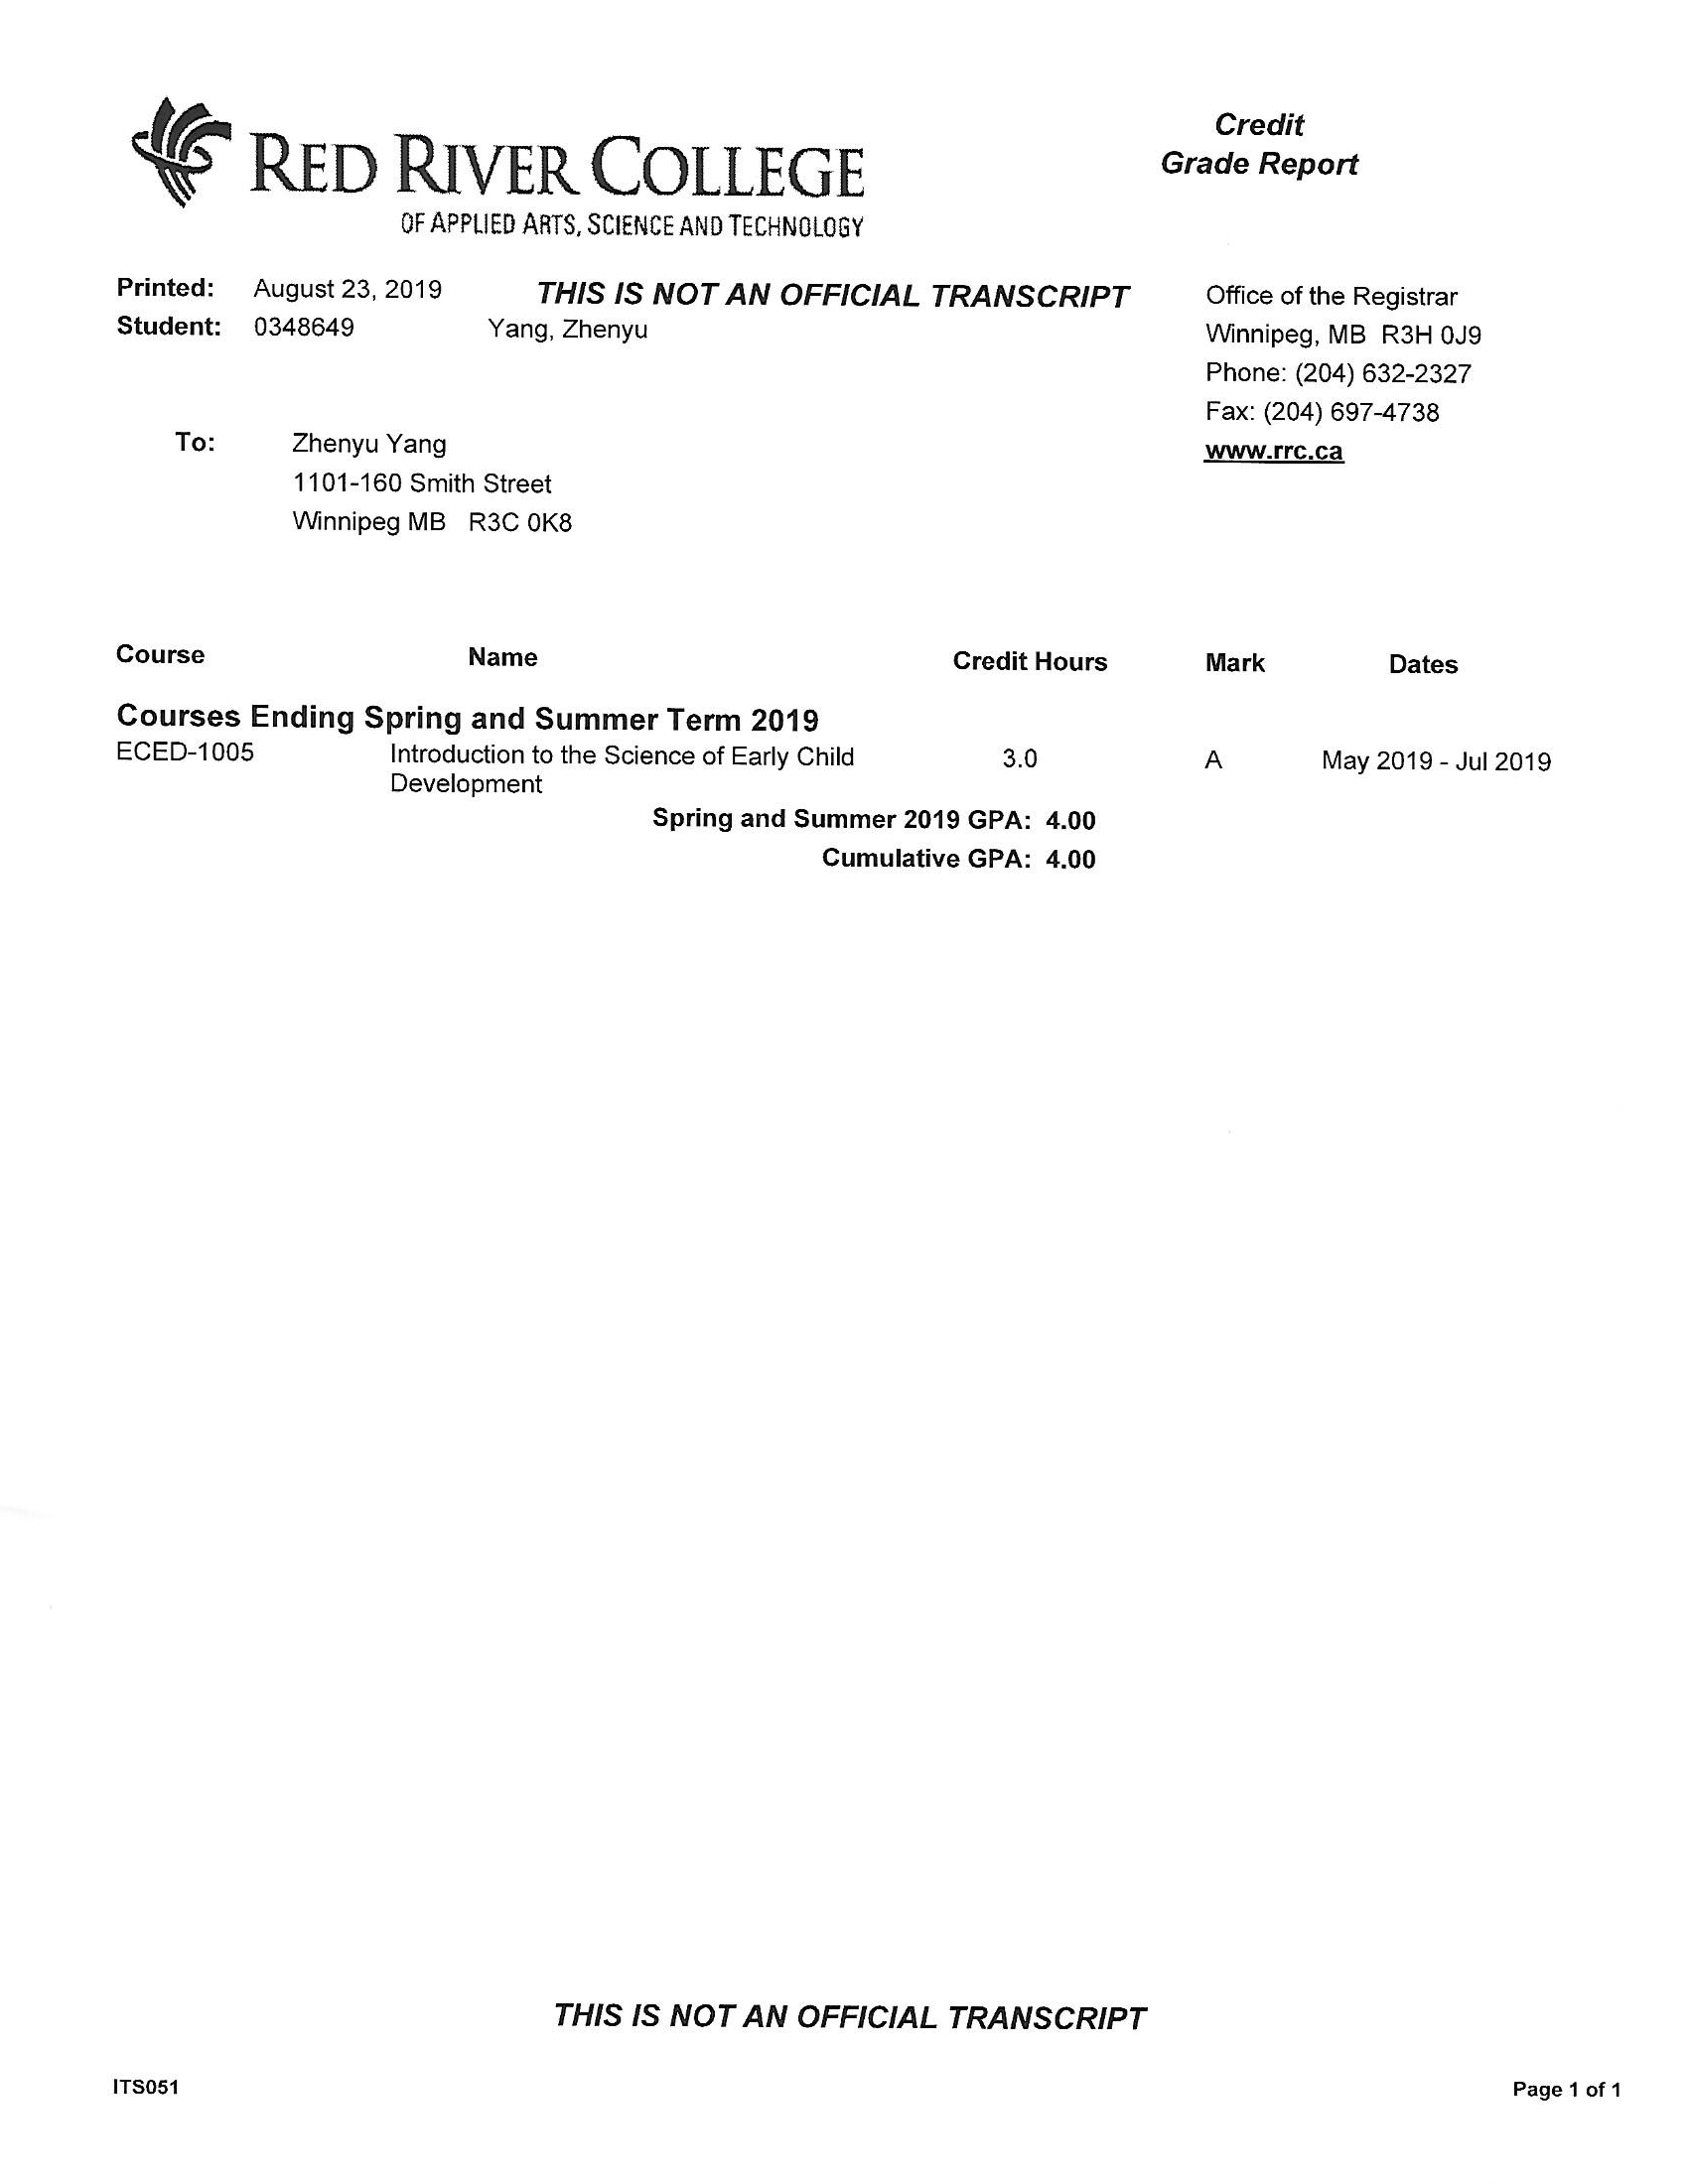 RED RIVER COLLEGE
OF APPLIED ARTS, SCIENCE AND TECHNOLOGY
Credit
Grade Report
Printed: August 23, 2019 THIS IS NOT AN OFFICIAL TRANSCRIPT
Student: 0348649 Yang, Zhenyu
Office of the Registrar
Winnipeg, MB R3H 0J9
Phone: (204) 632-2327
Fax: (204) 697-4738
www.rrc.ca
To: Zhenyu Yang
1101-160 Smith Street
Winnipeg MB R3C 0K8
Course Name Credit Hours Mark Dates
Courses Ending Spring and Summer Term 2019
ECED-1005 Introduction to the Science of Early Child 3.0 A May 2019 - Jul 2019
Development
Spring and Summer 2019 GPA: 4.00
Cumulative GPA: 4.00
THIS IS NOT AN OFFICIAL TRANSCRIPT
ITS051 Page 1 of 1